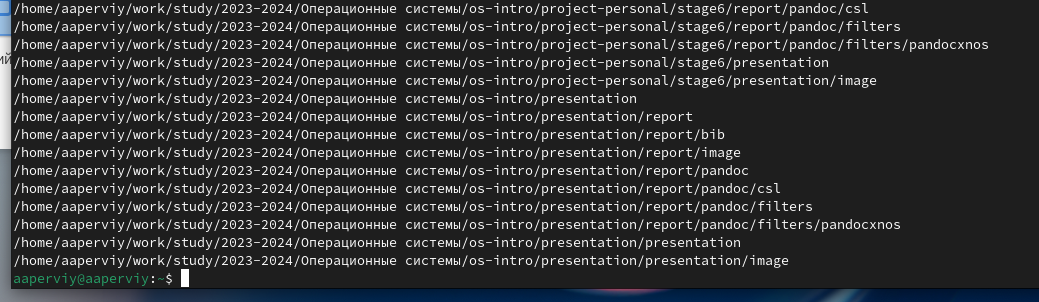 /home/aaperviy/work/study/2023-2024/Операционные системы/os-intro/project-personal/stage6/report/pandoc/csl
/home/aaperviy/work/study/2023-2024/Операционные системы/os-intro/project-personal/stage6/report/pandoc/filters
/home/aaperviy/work/study/2023-2024/Операционные системы/os-intro/project-personal/stage6/report/pandoc/filters/pandocxnos
/home/aaperviy/work/study/2023-2024/Операционные системы/os-intro/project-personal/stage6/presentation
/home/aaperviy/work/study/2023-2024/Операционные системы/os-intro/project-personal/stage6/presentation/image
/home/aaperviy/work/study/2023-2024/Операционные системы/os-intro/presentation
/home/aaperviy/work/study/2023-2024/Операционные системы/os-intro/presentation/report
/home/aaperviy/work/study/2023-2024/Операционные системы/os-intro/presentation/report/bib
/home/aaperviy/work/study/2023-2024/Операционные системы/os-intro/presentation/report/image
/home/aaperviy/work/study/2023-2024/Операционные системы/os-intro/presentation/report/pandoc
/home/aaperviy/work/study/2023-2024/Операционные системы/os-intro/presentation/report/pandoc/csl
/home/aaperviy/work/study/2023-2024/Операционные системы/os-intro/presentation/report/pandoc/filters
/home/aaperviy/work/study/2023-2024/Операционные системы/os-intro/presentation/report/pandoc/filters/pandocxnos
/home/aaperviy/work/study/2023-2024/Операционные системы/os-intro/presentation/presentation
/home/aaperviy/work/study/2023-2024/Операционные системы/os-intro/presentation/presentation/image
aaperviy@aaperviy:~$